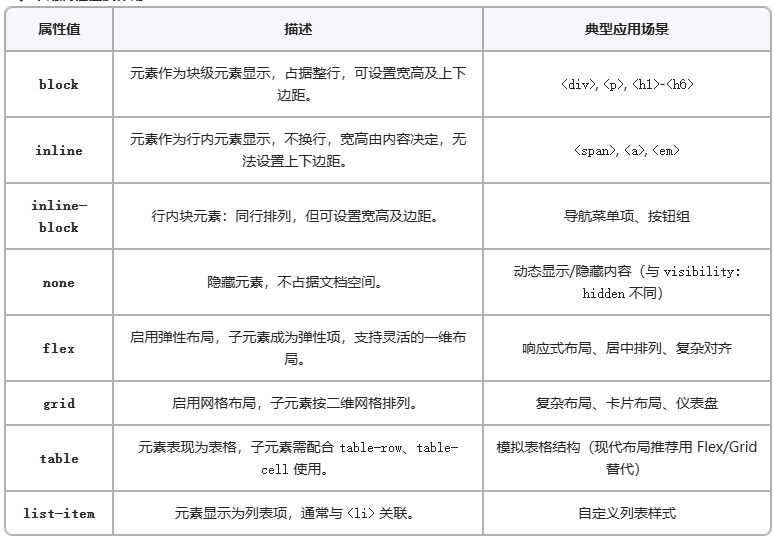 属性值 描述 典型应用场景
block 元素作为块级元素显示，占据整行，可设置宽高及上下
边距。 <div>, <p>, <h1>-<h6>
inline 元素作为行内元素显示，不换行，宽高由内容决定，无
法设置上下边距。 <span>, <a>, <em>
inline-
block 行内块元素：同行排列，但可设置宽高及边距。 导航菜单项、按钮组
none 隐藏元素，不占据文档空间。 动态显示/隐藏内容（与 visibility:
hidden 不同）
flex 启用弹性布局，子元素成为弹性项，支持灵活的一维布
局。 响应式布局、居中排列、复杂对齐
grid 启用网格布局，子元素按二维网格排列。 复杂布局、卡片布局、仪表盘
table 元素表现为表格，子元素需配合 table-row、table-
cell 使用。 模拟表格结构（现代布局推荐用 Flex/Grid
替代）
list-item 元素显示为列表项，通常与 <li> 关联。 自定义列表样式